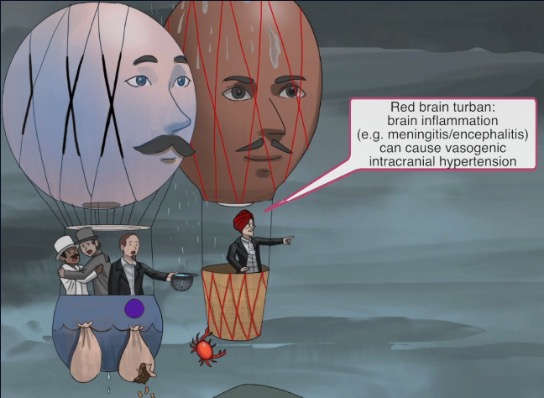 Red brain turban:
brain inflammation
(e.g. meningitis/encephalitis)
can cause vasogenic
intracranial hypertension